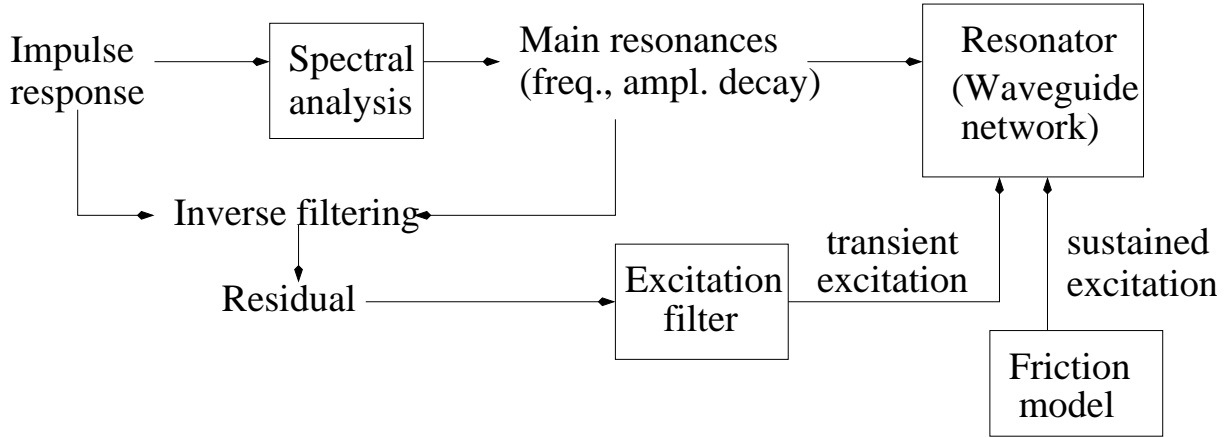 Impulse
response
Spectral
analysis
Main resonances
(freq., ampl. decay)
Resonator
(Waveguide
network)
Inverse filtering
Residual
Excitation
filter
transient
excitation
sustained
excitation
Friction
model